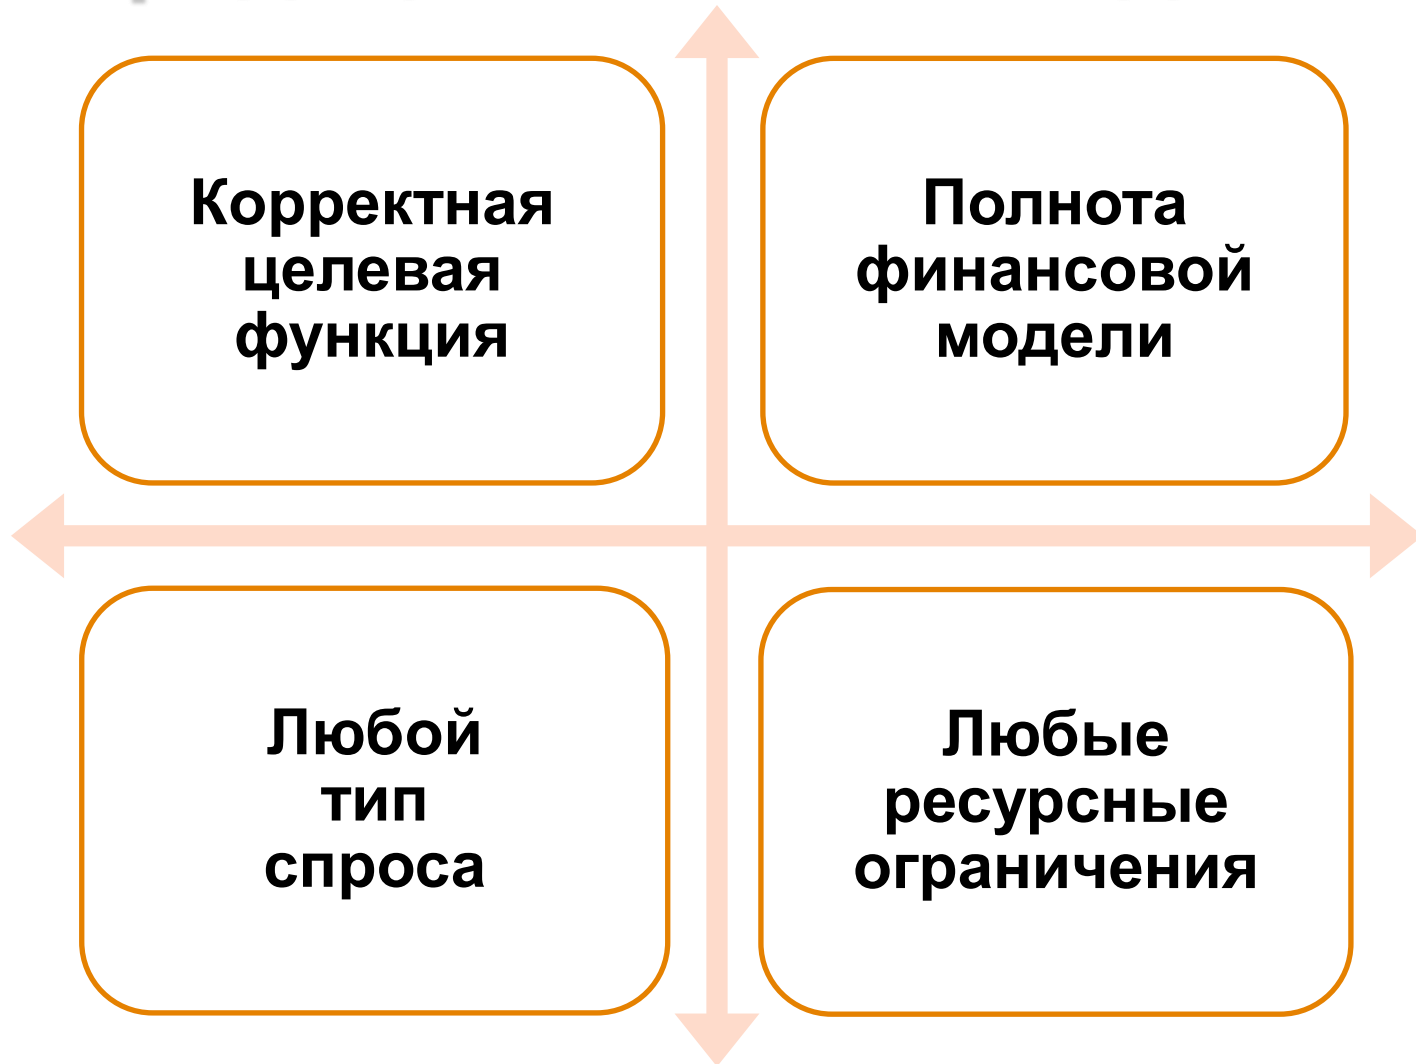 Корректная
целевая
функция
Полнота
финансовой
модели
Любой
тип
спроса
Любые
ресурсные
ограничения